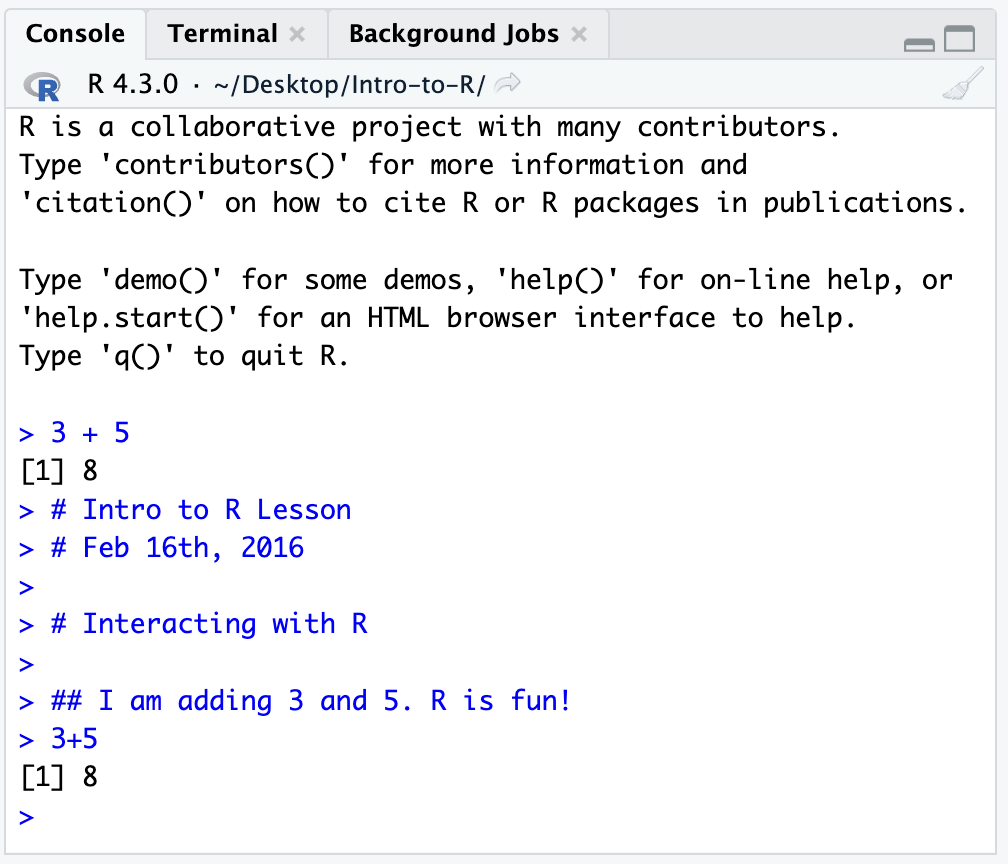 Console Terminal Background Jobs
R R 4.3.0 · ~/Desktop/Intro-to-R/
R is a collaborative project with many contributors.
Type 'contributors()' for more information and
'citation()' on how to cite R or R packages in publications.
Type 'demo()' for some demos, 'help()' for on-line help, or
'help.start()' for an HTML browser interface to help.
Type 'q()' to quit R.
> 3 + 5
[1] 8
> # Intro to R Lesson
> # Feb 16th, 2016
>
> # Interacting with R
>
> ## I am adding 3 and 5. R is fun!
> 3+5
[1] 8
>